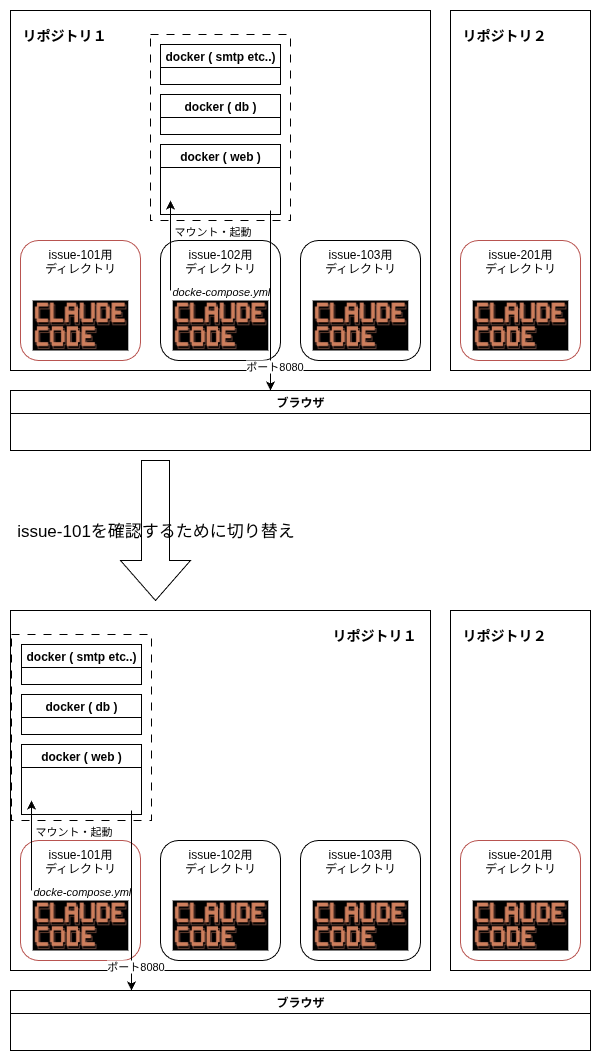 リポジトリ１
リポジトリ２
docker ( smtp etc..)
docker ( db )
docker ( web )
マウント・起動
issue-101用
ディレクトリ
issue-102用
ディレクトリ
issue-103用
ディレクトリ
issue-201用
ディレクトリ
docke-compose.yml
CLAUDE
CODE
CLAUDE
CODE
CLAUDE
CODE
CLAUDE
CODE
ポート8080
ブラウザ
issue-101を確認するために切り替え
リポジトリ１
リポジトリ２
docker ( smtp etc..)
docker ( db )
docker ( web )
マウント・起動
issue-101用
ディレクトリ
issue-102用
ディレクトリ
issue-103用
ディレクトリ
issue-201用
ディレクトリ
docke-compose.yml
CLAUDE
CODE
CLAUDE
CODE
CLAUDE
CODE
CLAUDE
CODE
ポート8080
ブラウザ